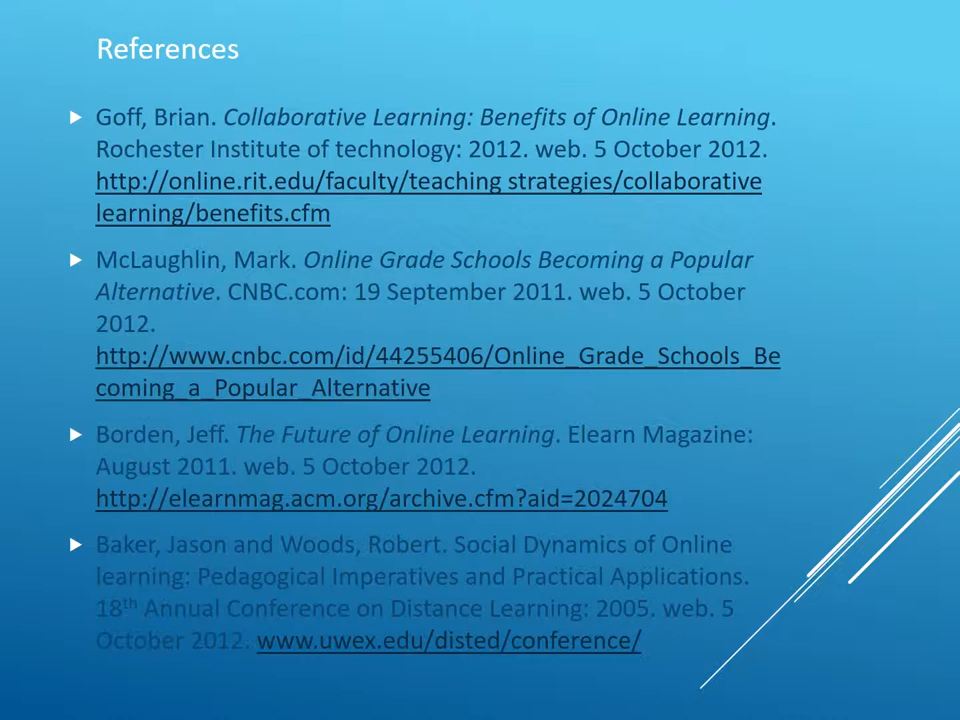 References
Goff, Brian. Collaborative Learning: Benefits of Online Learning.
Rochester Institute of technology: 2012. web. 5 October 2012.
http://online.rit.edu/faculty/teaching strategies/collaborative
learning/benefits.cfm
McLaughlin, Mark. Online Grade Schools Becoming a Popular
Alternative. CNBC.com: 19 September 2011. web. 5 October
2012.
http://www.cnbc.com/id/44255406/Online_Grade_Schools_Be
coming_a_Popular_Alternative
Borden, Jeff. The Future of Online Learning. Elearn Magazine:
August 2011. web. 5 October 2012.
http://elearnmag.acm.org/archive.cfm?aid=2024704
Baker, Jason and Woods, Robert. Social Dynamics of Online
learning: Pedagogical Imperatives and Practical Applications.
18th Annual Conference on Distance Learning: 2005. web. 5
October 2012. www.uwex.edu/disted/conference/